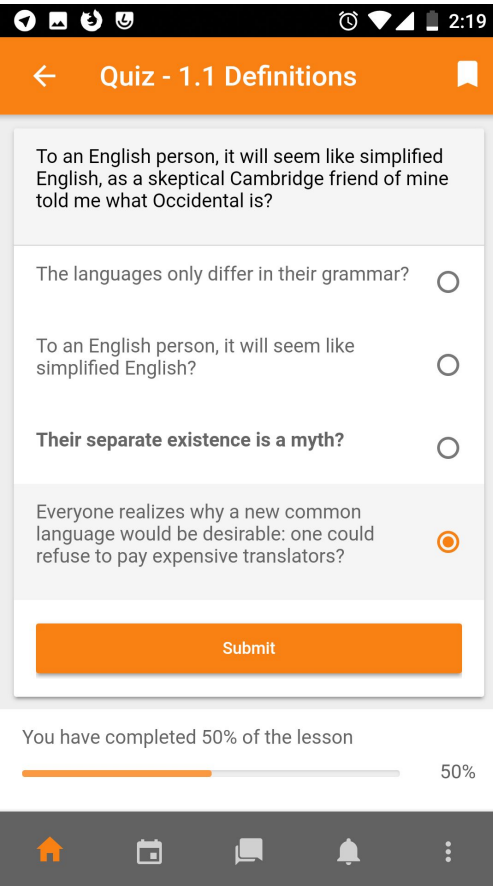 2:19
Quiz - 1.1 Definitions
To an English person, it will seem like simplified
English, as a skeptical Cambridge friend of mine
told me what Occidental is?
The languages only differ in their grammar?
To an English person, it will seem like
simplified English?
Their separate existence is a myth?
Everyone realizes why a new common
language would be desirable: one could
refuse to pay expensive translators?
Submit
You have completed 50% of the lesson
50%